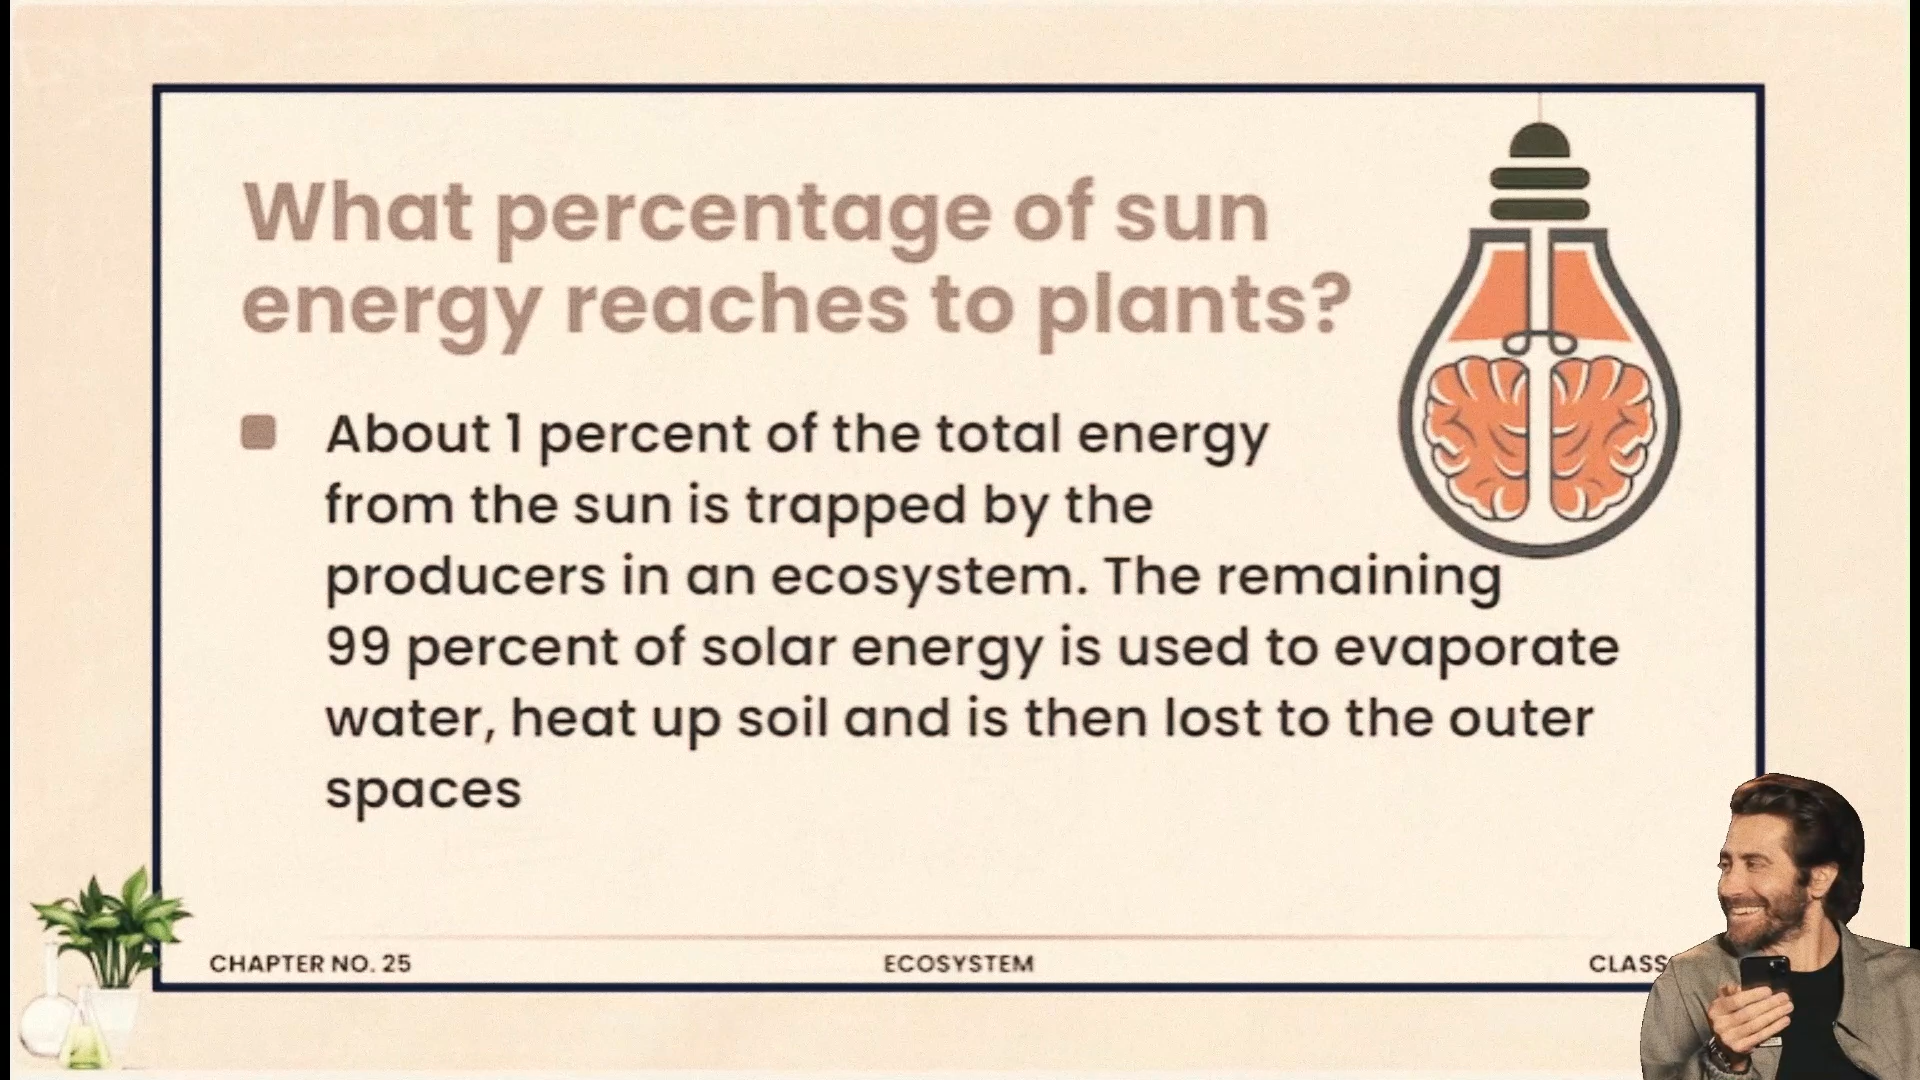 What percentage of sun
energy reaches to plants?
About 1 percent of the total energy
from the sun is trapped by the
producers in an ecosystem. The remaining
99 percent of solar energy is used to evaporate
water, heat up soil and is then lost to the outer
spaces
CHAPTER NO. 25
ECOSYSTEM
CLASS